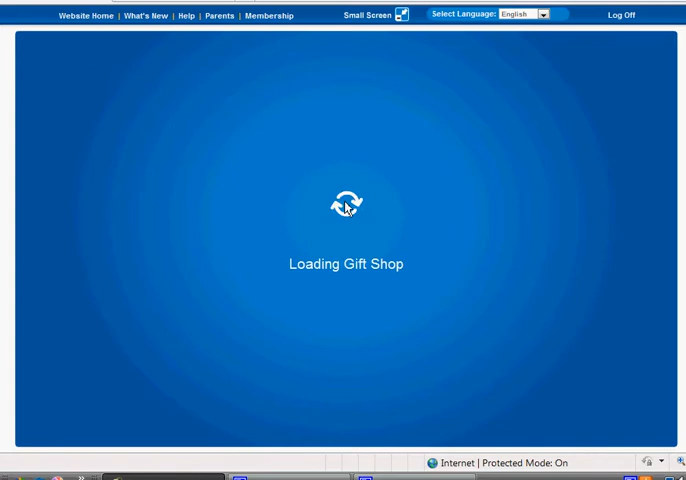 Website Home | What's New | Help | Parents | Membership Small Screen Select Language: English Log Off
Loading Gift Shop
Internet | Protected Mode: On